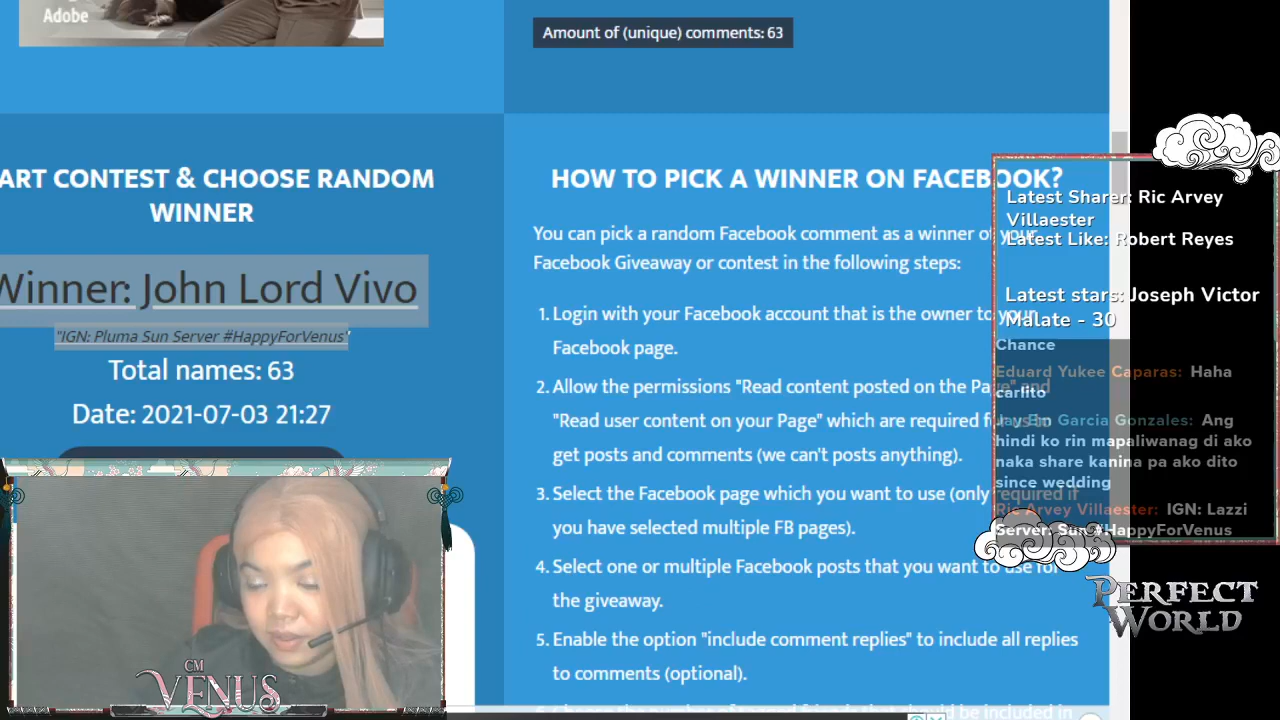 Adobe
Amount of (unique) comments: 63
ART CONTEST & CHOOSE RANDOM
WINNER
Winner: John Lord Vivo
"IGN: Pluma Sun Server #HappyForVenus"
Total names: 63
Date: 2021-07-03 21:27
HOW TO PICK A WINNER ON FACEBOOK?
You can pick a random Facebook comment as a winner of your
Facebook Giveaway or contest in the following steps:
1. Login with your Facebook account that is the owner to your
Facebook page.
2. Allow the permissions "Read content posted on the Page" and
"Read user content on your Page" which are required for us to
get posts and comments (we can't posts anything).
3. Select the Facebook page which you want to use (only required if
you have selected multiple FB pages).
4. Select one or multiple Facebook posts that you want to use for
the giveaway.
5. Enable the option "include comment replies" to include all replies
to comments (optional).
should be included in
Latest Sharer: Ric Arvey
Villaester
Latest Like: Robert Reyes
Latest stars: Joseph Victor
Malate - 30
Chance
Eduard Yukee Caparas: Haha
carlito
Jay Em Garcia Gonzales: Ang
hindi ko rin mapaliwanag di ako
naka share kanina pa ako dito
since wedding
Ric Arvey Villaester: IGN: Lazzi
Server: Sun #HappyForVenus
PERFECT
WORLD
CM
VENUS